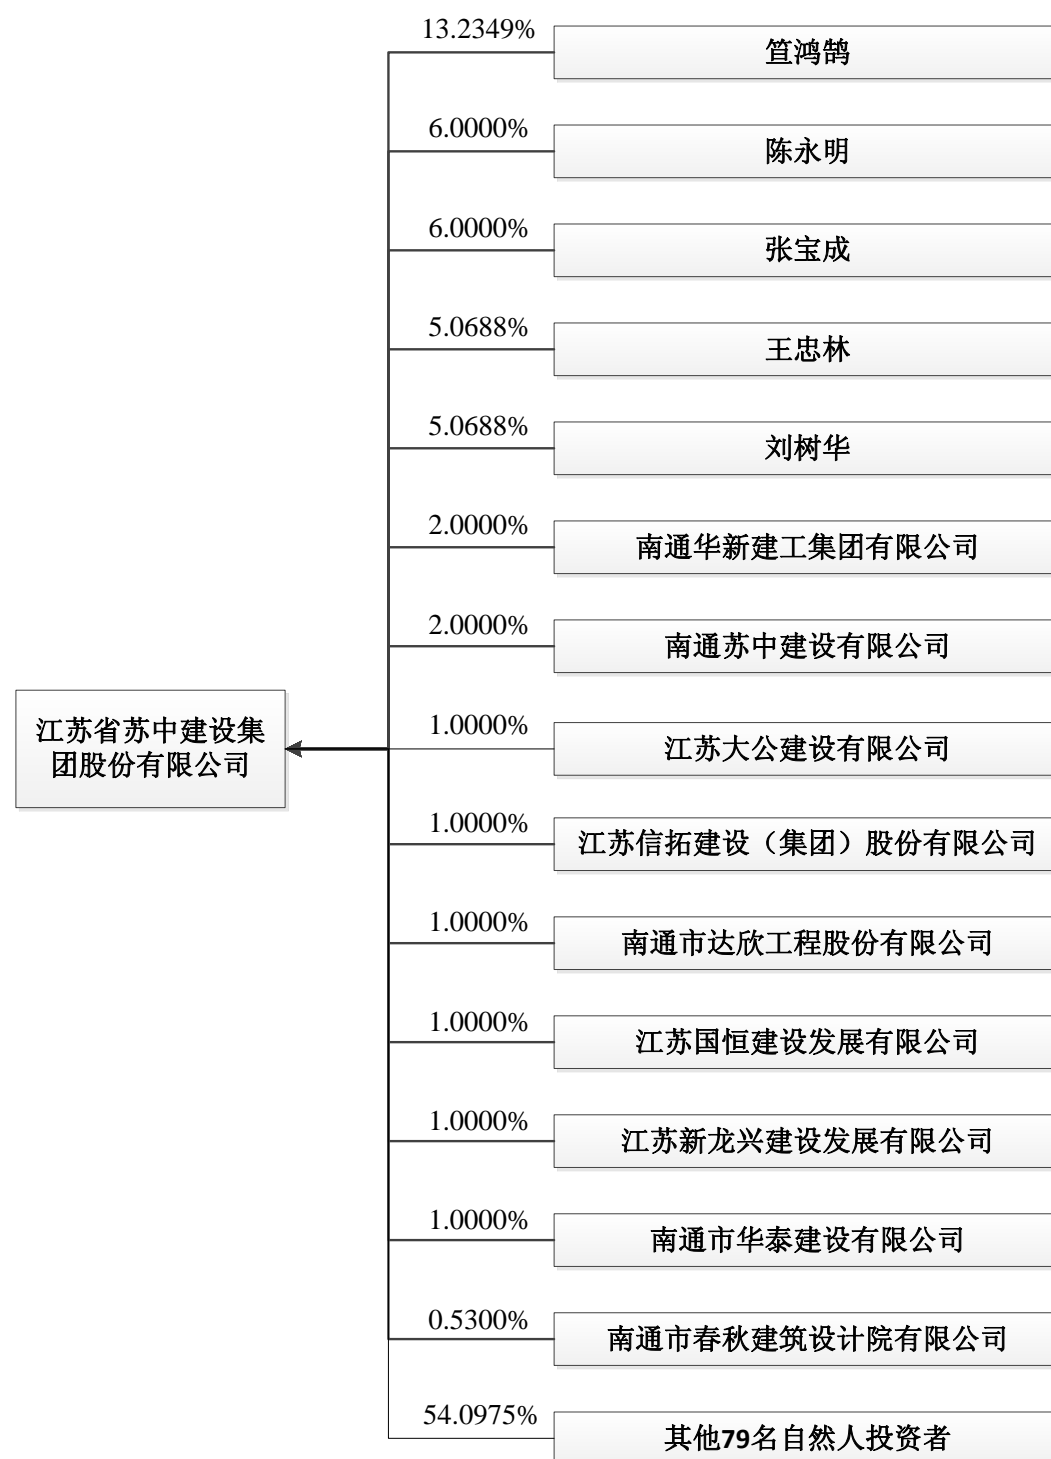 13.2349%
笪鸿鹄
6.0000%
陈永明
6.0000%
张宝成
5.0688%
王忠林
5.0688%
刘树华
2.0000%
南通华新建工集团有限公司
2.0000%
南通苏中建设有限公司
江苏省苏中建设集
团股份有限公司
1.0000%
江苏大公建设有限公司
1.0000%
江苏信拓建设（集团）股份有限公司
1.0000%
南通市达欣工程股份有限公司
1.0000%
江苏国恒建设发展有限公司
1.0000%
江苏新龙兴建设发展有限公司
1.0000%
南通市华泰建设有限公司
0.5300%
南通市春秋建筑设计院有限公司
54.0975%
其他79名自然人投资者